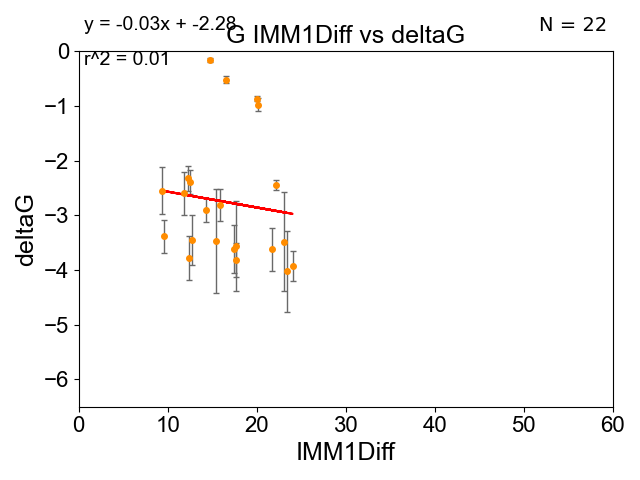 y = -0.03x + -2.28
N = 22
G IMM1Diff vs deltaG
r^2 = 0.01
0
−1
−2
−3
−4
−5
−6
deltaG
0 10 20 30 40 50 60
IMM1Diff